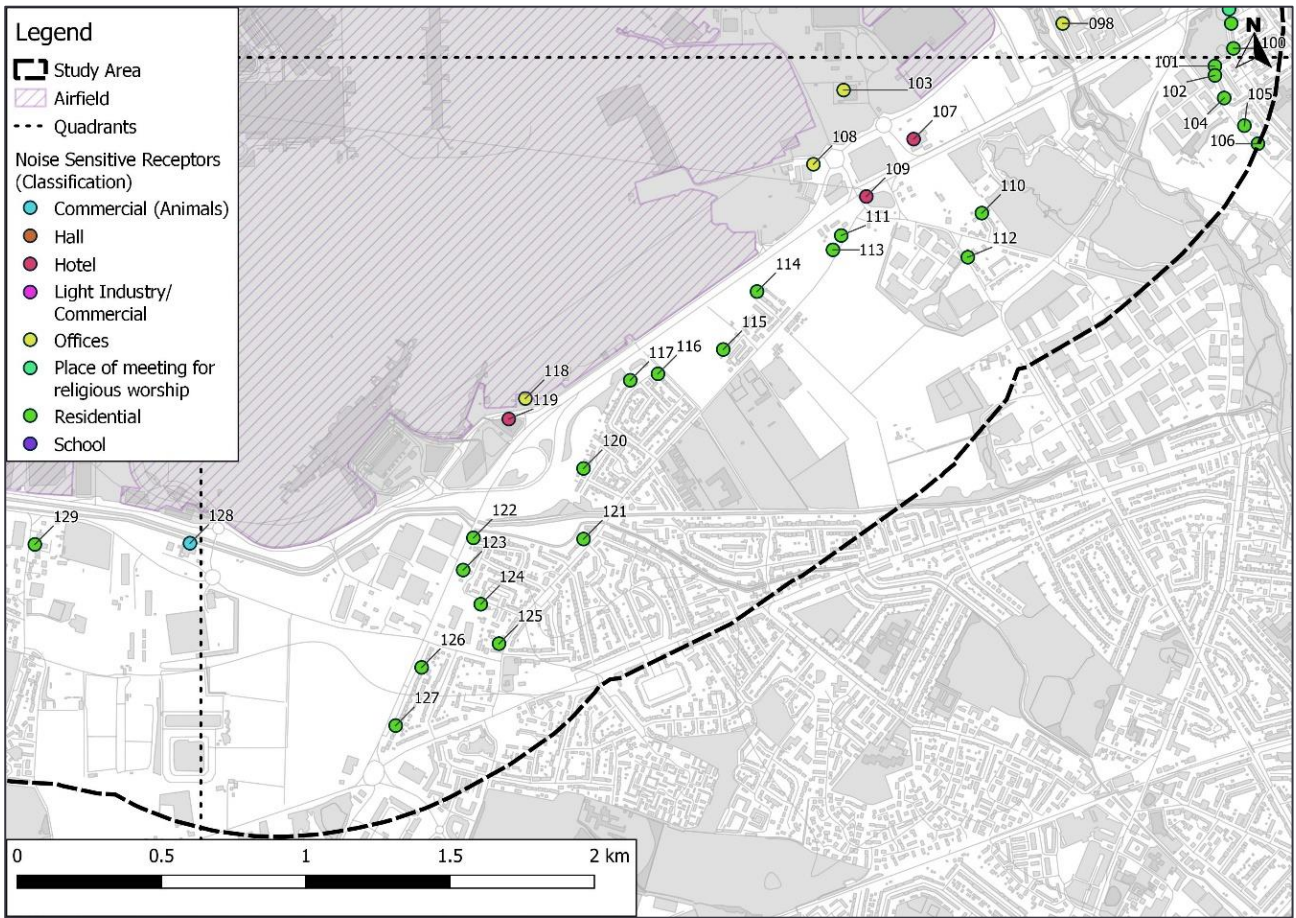 Legend
Study Area
Airfield
Quadrants
Noise Sensitive Receptors
(Classification)
Commercial (Animals)
Hall
Hotel
Light Industry/
Commercial
Offices
Place of meeting for
religious worship
Residential
School
098
N
100
101
102
103
104
105
106
107
108
109
110
111
112
113
114
115
116
117
118
119
120
121
122
123
124
125
126
127
128
129
0 0.5 1 1.5 2 km